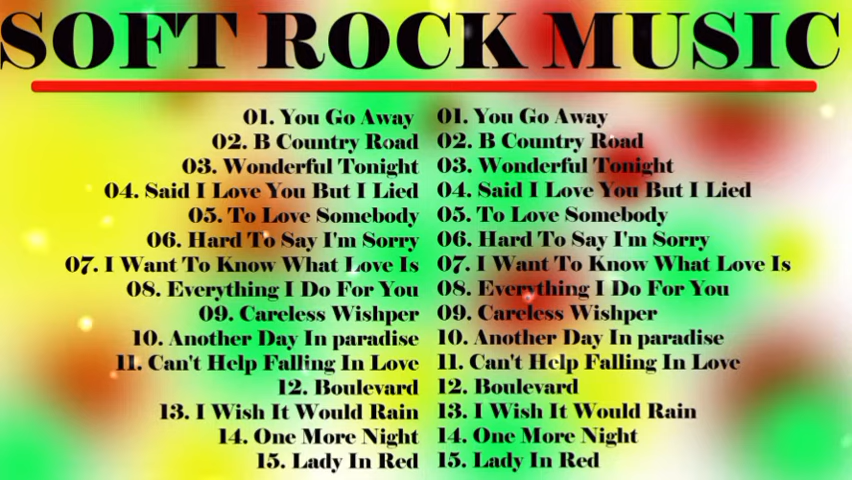 SOFT ROCK MUSIC
01. You Go Away
02. B Country Road
03. Wonderful Tonight
04. Said I Love You But I Lied
05. To Love Somebody
06. Hard To Say I'm Sorry
07. I Want To Know What Love Is
08. Everything I Do For You
09. Careless Wishper
10. Another Day In paradise
11. Can't Help Falling In Love
12. Boulevard
13. I Wish It Would Rain
14. One More Night
15. Lady In Red
01. You Go Away
02. B Country Road
03. Wonderful Tonight
04. Said I Love You But I Lied
05. To Love Somebody
06. Hard To Say I'm Sorry
07. I Want To Know What Love Is
08. Everything I Do For You
09. Careless Wishper
10. Another Day In paradise
11. Can't Help Falling In Love
12. Boulevard
13. I Wish It Would Rain
14. One More Night
15. Lady In Red